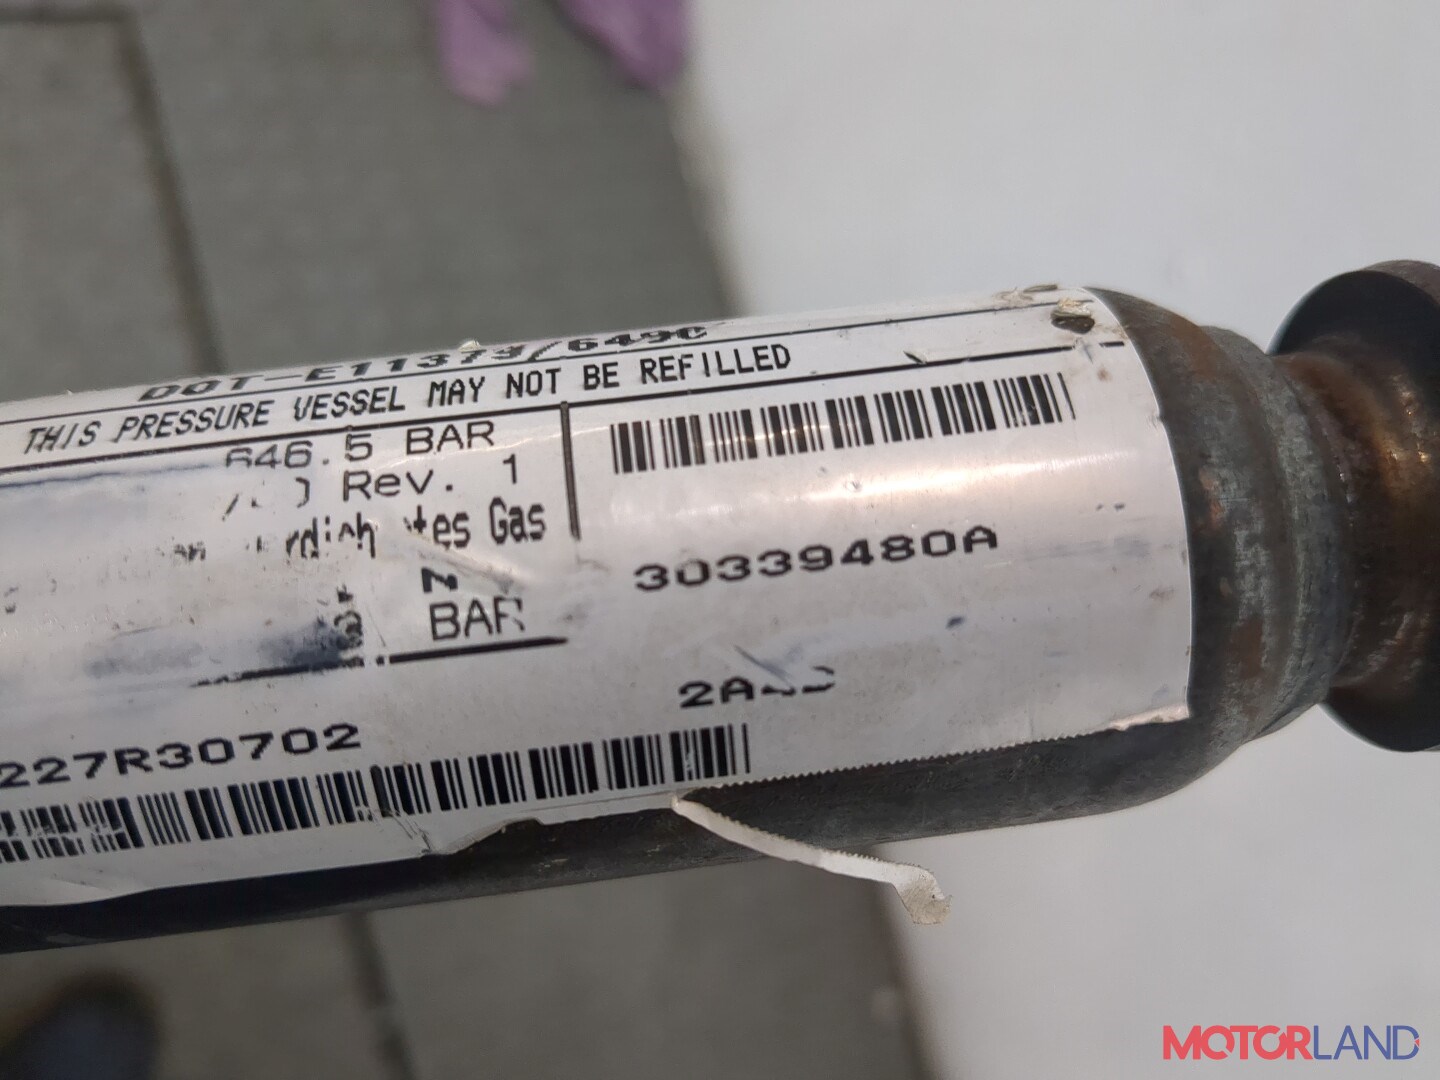 DOT-E11379/649C
THIS PRESSURE VESSEL MAY NOT BE REFILLED
646.5 BAR
Rev. 1
Gas
BAR
30339480A
227R30702
MOTORLAND